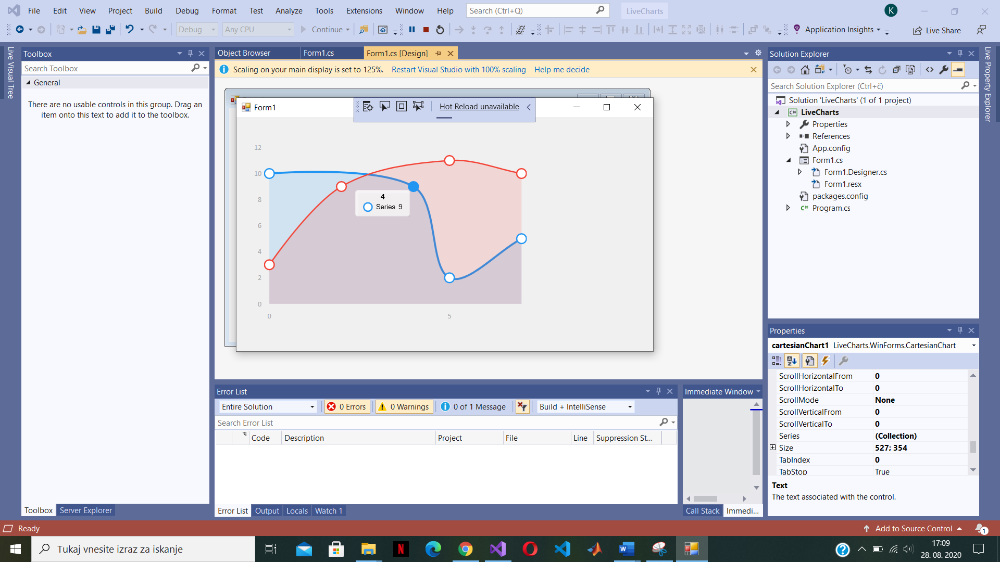 File Edit View Project Build Debug Format Test Analyze Tools Extensions Window Help Search (Ctrl+Q) LiveCharts K
Debug Any CPU Continue Application Insights Live Share
Live Visual Tree
Toolbox
Search Toolbox
General
There are no usable controls in this group. Drag an
item onto this text to add it to the toolbox.
Toolbox Server Explorer
Object Browser Form1.cs Form1.cs [Design]
Scaling on your main display is set to 125%. Restart Visual Studio with 100% scaling Help me decide
Form1 Hot Reload unavailable
12
10
8
6
4
2
0
0 5
4
Series 9
Error List
Entire Solution 0 Errors 0 Warnings 0 of 1 Message Build + IntelliSense
Search Error List
Code Description Project File Line Suppression St...
Error List Output Locals Watch 1
Immediate Window
Call Stack Immedi...
Solution Explorer
Search Solution Explorer (Ctrl+č)
Solution 'LiveCharts' (1 of 1 project)
C# LiveCharts
Properties
References
App.config
Form1.cs
Form1.Designer.cs
Form1.resx
packages.config
C# Program.cs
Live Property Explorer
Properties
cartesianChart1 LiveCharts.WinForms.CartesianChart
ScrollHorizontalFrom 0
ScrollHorizontalTo 0
ScrollMode None
ScrollVerticalFrom 0
ScrollVerticalTo 0
Series (Collection)
Size 527; 354
TabIndex 0
TabStop True
Text
The text associated with the control.
Ready Add to Source Control 1
Tukaj vnesite izraz za iskanje
17:09
28. 08. 2020